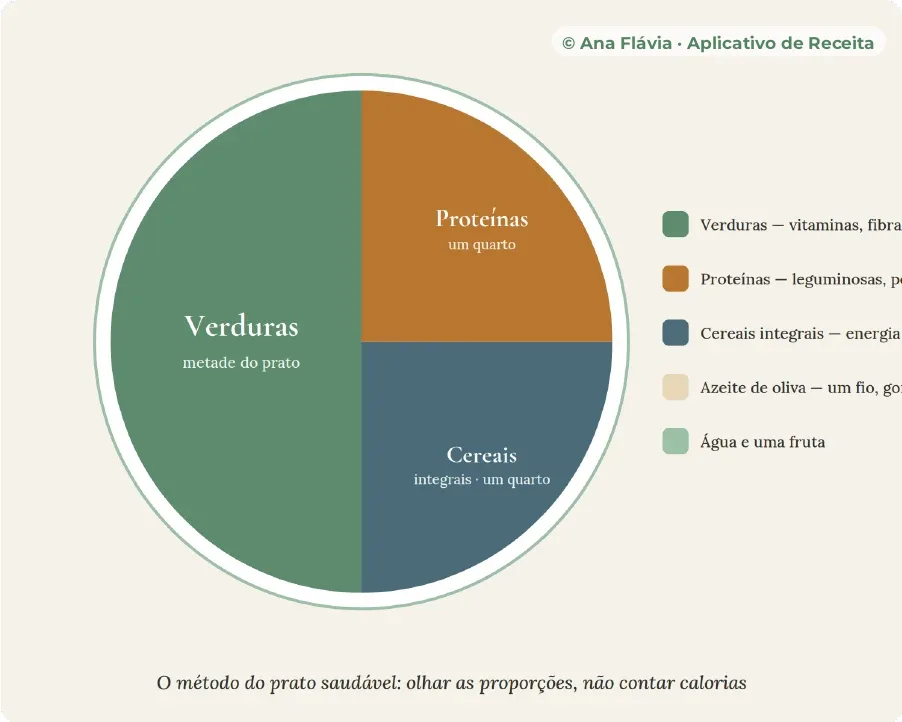 © Ana Flávia · Aplicativo de Receita
Proteínas
um quarto
Verduras
metade do prato
Cereais
integrais · um quarto
Verduras — vitaminas, fibra
Proteínas — leguminosas,
Cereais integrais — energia
Azeite de oliva — um fio,
Água e uma fruta
O método do prato saudável: olhar as proporções, não contar calorias